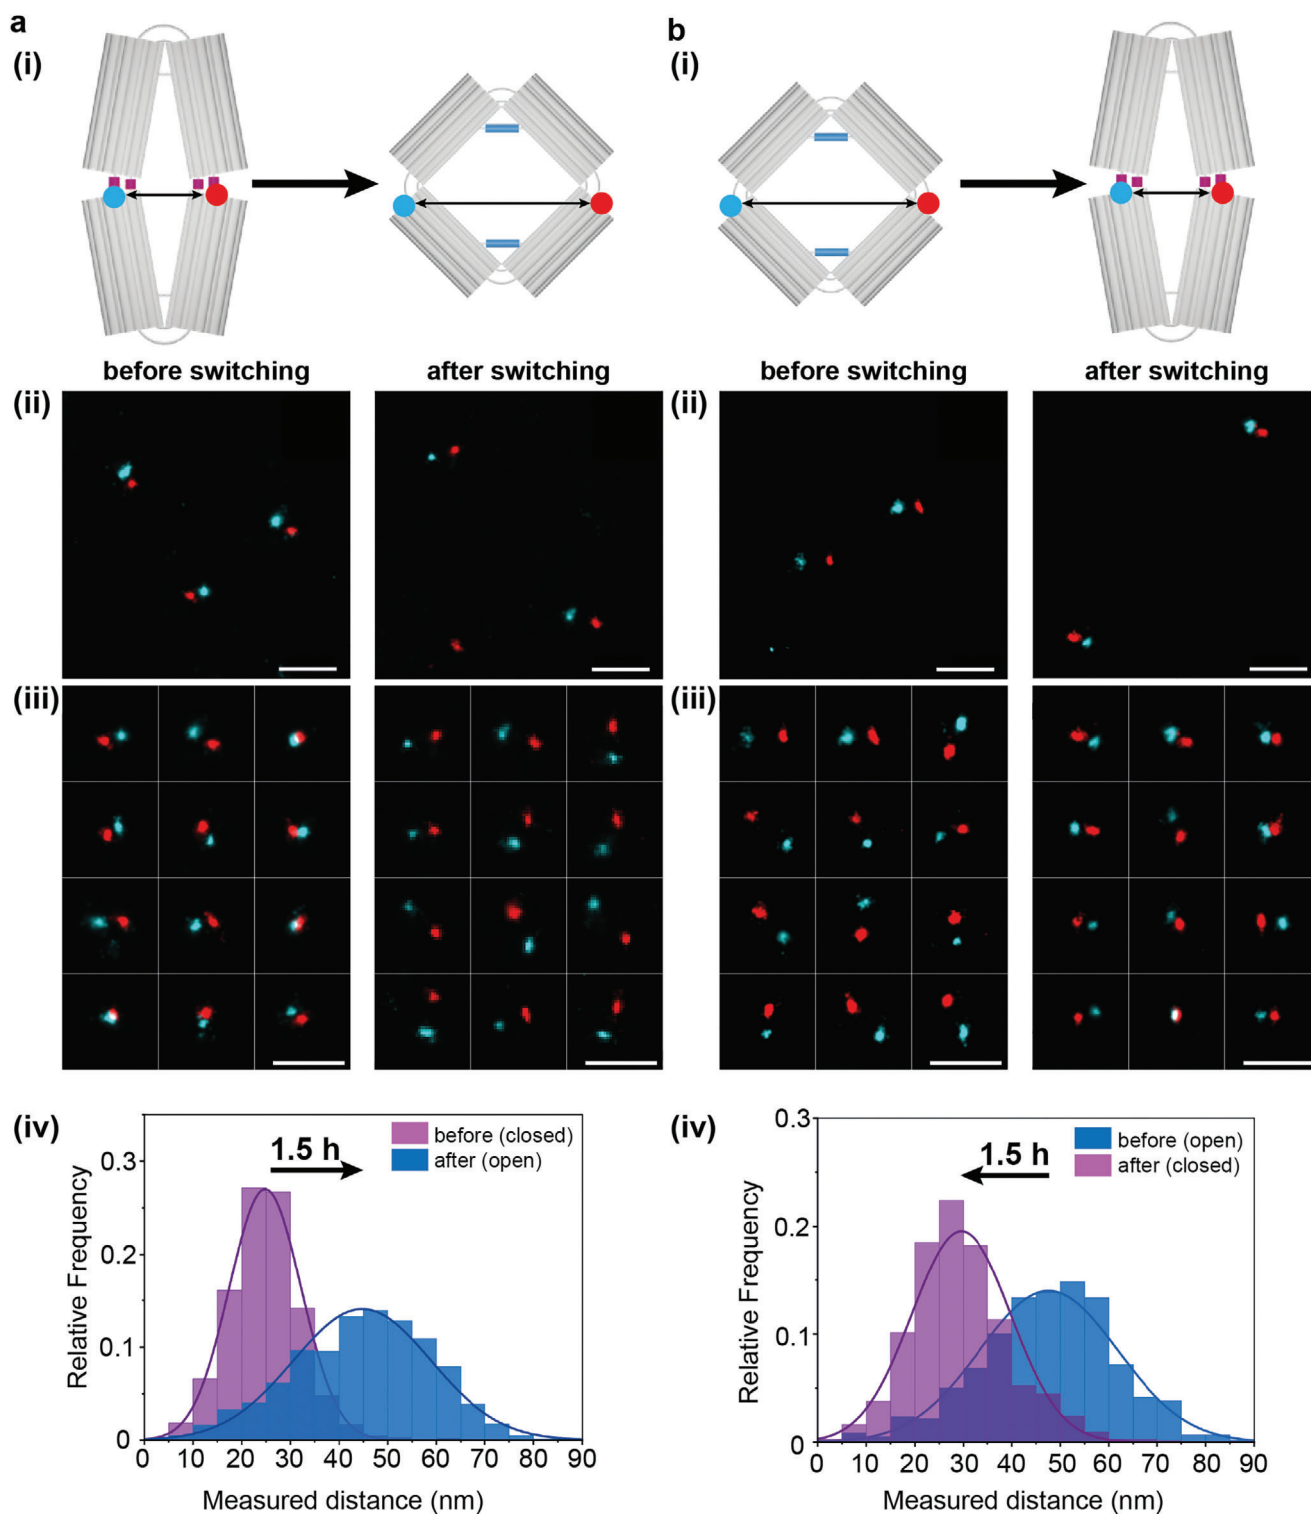 a
b
(i)
(i)
before switching
after switching
before switching
after switching
(ii)
(ii)
(iii)
(iii)
(iv)
1.5 h
before (closed)
after (open)
Relative Frequency
0.3
0.2
0.1
0
0 10 20 30 40 50 60 70 80 90
Measured distance (nm)
(iv)
1.5 h
before (open)
after (closed)
Relative Frequency
0.3
0.2
0.1
0
0 10 20 30 40 50 60 70 80 90
Measured distance (nm)